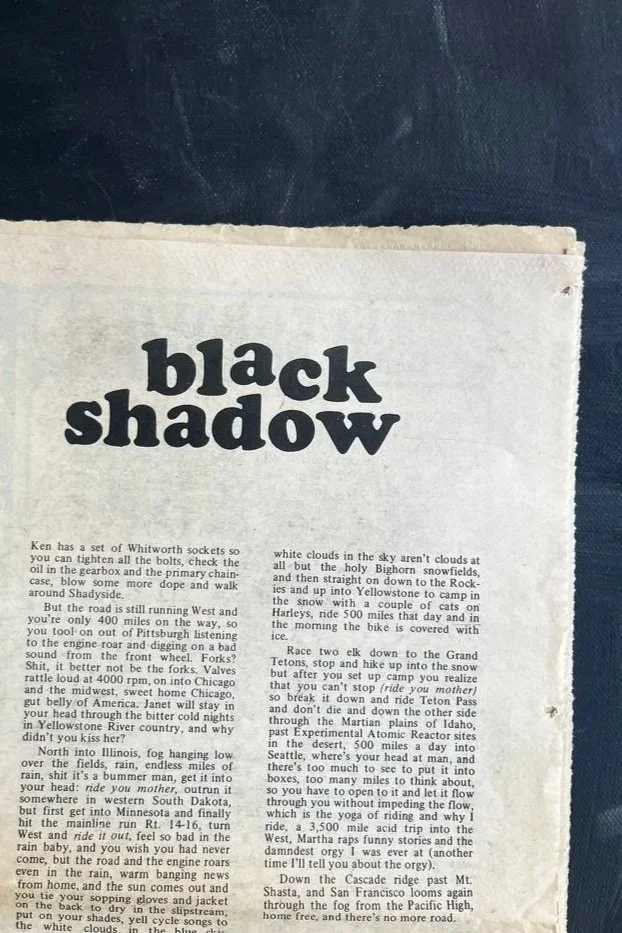 black
shadow
Ken has a set of Whitworth sockets so
you can tighten all the bolts, check the
oil in the gearbox and the primary chain-
case, blow some more dope and walk
around Shadyside.
But the road is still running West and
you're only 400 miles on the way, so
you tool on out of Pittsburgh listening
to the engine roar and digging on a bad
sound from the front wheel. Forks?
Shit, it better not be the forks. Valves
rattle loud at 4000 rpm, on into Chicago
and the midwest, sweet home Chicago,
gut belly of America. Janet will stay in
your head through the bitter cold nights
in Yellowstone River country, and why
didn't you kiss her?
North into Illinois, fog hanging low
over the fields, rain, endless miles of
rain, shit it's a bummer man, get it into
your head: ride you mother, outrun it
somewhere in western South Dakota,
but first get into Minnesota and finally
hit the mainline run Rt. 14-16, turn
West and ride it out, feel so bad in the
rain baby, and you wish you had never
come, but the road and the engine roars
even in the rain, warm banging news
from home, and the sun comes out and
you tie your sopping gloves and jacket
on the back to dry in the slipstream,
put on your shades, yell cycle songs to
the white clouds in the blue sky
white clouds in the sky aren't clouds at
all but the holy Bighorn snowfields,
and then straight on down to the Rock-
ies and up into Yellowstone to camp in
the snow with a couple of cats on
Harleys, ride 500 miles that day and in
the morning the bike is covered with
ice.
Race two elk down to the Grand
Tetons, stop and hike up into the snow
but after you set up camp you realize
that you can't stop (ride you mother)
so break it down and ride Teton Pass
and don't die and down the other side
through the Martian plains of Idaho,
past Experimental Atomic Reactor sites
in the desert, 500 miles a day into
Seattle, where's your head at man, and
there's too much to see to put it into
boxes, too many miles to think about,
so you have to open to it and let it flow
through you without impeding the flow,
which is the yoga of riding and why I
ride, a 3,500 mile acid trip into the
West, Martha raps funny stories and the
damndest orgy I was ever at (another
time I'll tell you about the orgy).
Down the Cascade ridge past Mt.
Shasta, and San Francisco looms again
through the fog from the Pacific High,
home free, and there's no more road.